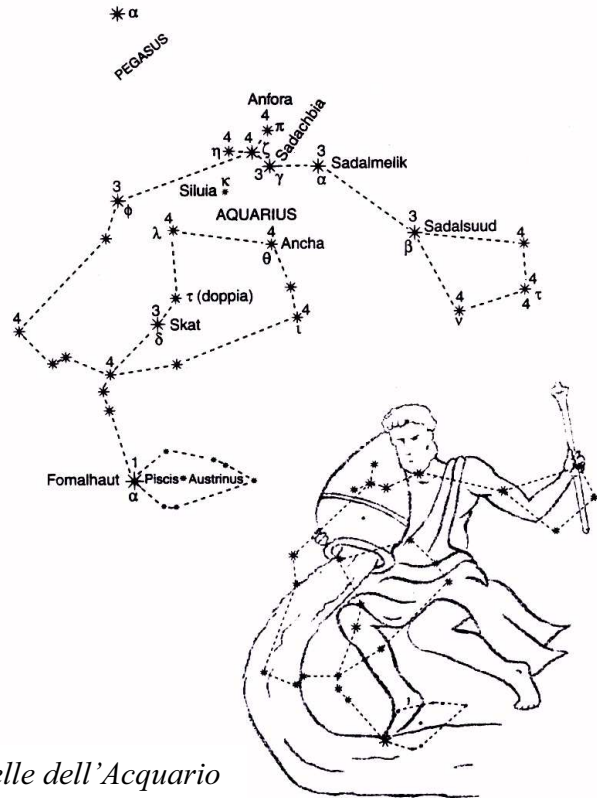 α
PEGASUS
Anfora
4
π
Sadachbia
4
η
4
ζ
3
γ
3
Sadalmelik
α
κ
Siluia
3
φ
AQUARIUS
4
λ
4
Ancha
θ
3
Sadalsuud
β
τ (doppia)
4
τ
4
4
ν
3
Skat
δ
4
ι
4
4
1
Fomalhaut
α
Piscis Austrinus
elle dell'Acquario